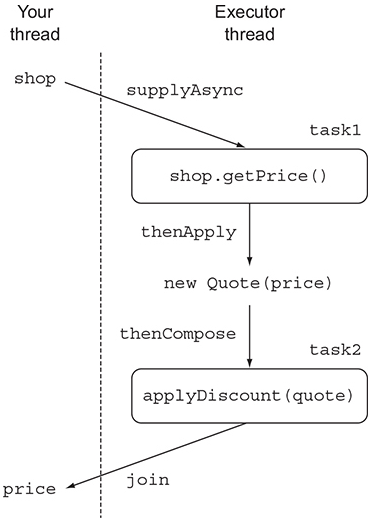 Your
thread
Executor
thread
shop
supplyAsync
task1
shop.getPrice()
thenApply
new Quote(price)
thenCompose
task2
applyDiscount(quote)
join
price